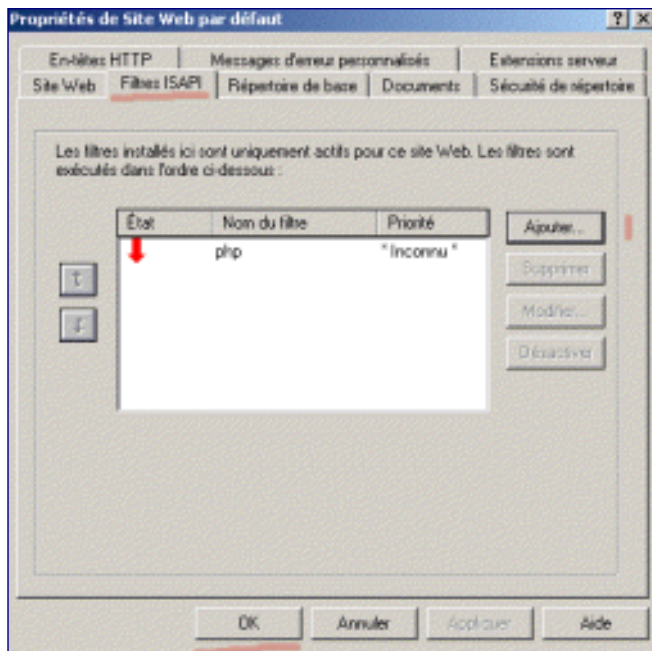 Propriétés de Site Web par défaut
En-têtes HTTP Messages d'erreur personnalisés Extensions serveur
Site Web Filtres ISAPI Répertoire de base Documents Sécurité de répertoire
Les filtres installés ici sont uniquement actifs pour ce site Web. Les filtres sont
exécutés dans l'ordre ci-dessous :
État Nom du filtre Priorité
php * Inconnu *
Ajouter...
Supprimer
Modifier...
Désactiver
OK Annuler Appliquer Aide